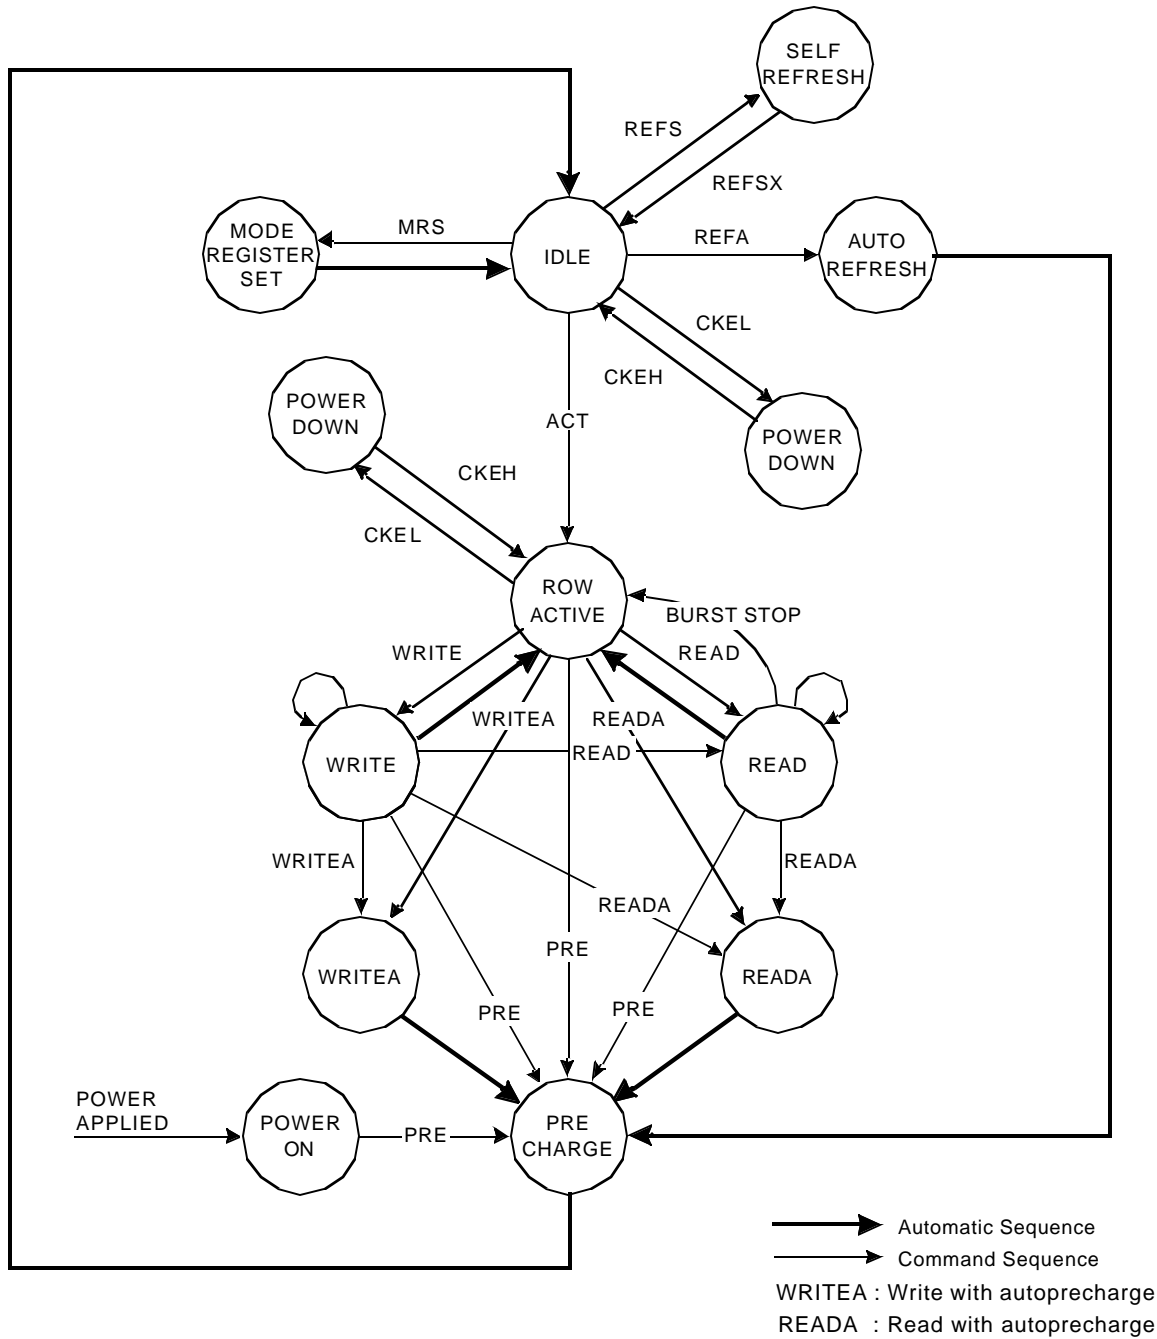 SELF
REFRESH
REFS
REFSX
MODE
REGISTER
SET
MRS
IDLE
REFA
AUTO
REFRESH
CKEL
CKEH
POWER
DOWN
ACT
POWER
DOWN
CKEH
CKEL
ROW
ACTIVE
BURST STOP
WRITE
READ
WRITEA
READA
WRITE
READ
READ
WRITEA
READA
READA
PRE
WRITEA
READA
PRE
PRE
POWER
APPLIED
POWER
ON
PRE
PRE
CHARGE
Automatic Sequence
Command Sequence
WRITEA : Write with autoprecharge
READA : Read with autoprecharge